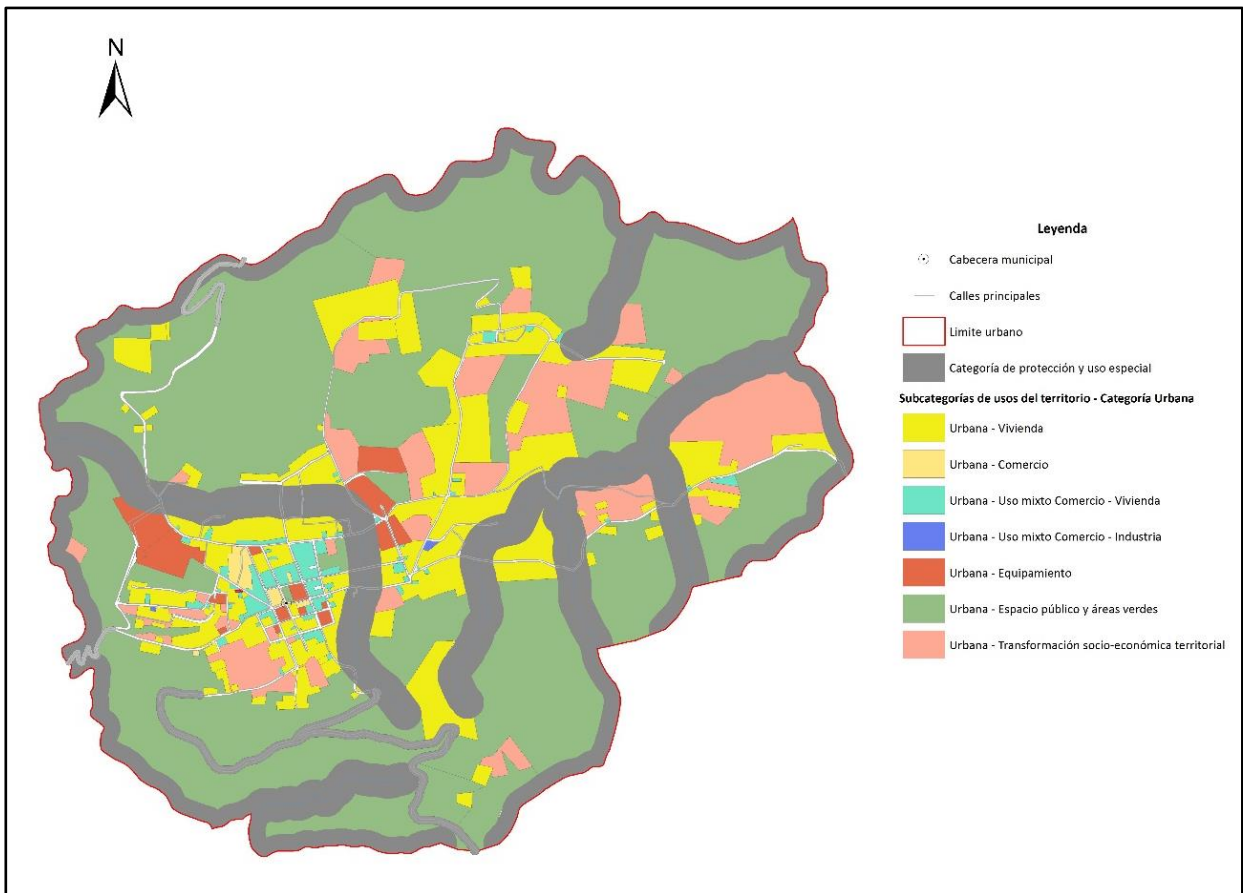 N
Leyenda
Cabecera municipal
Calles principales
Limite urbano
Categoría de protección y uso especial
Subcategorías de usos del territorio - Categoría Urbana
Urbana - Vivienda
Urbana - Comercio
Urbana - Uso mixto Comercio - Vivienda
Urbana - Uso mixto Comercio - Industria
Urbana - Equipamiento
Urbana - Espacio público y áreas verdes
Urbana - Transformación socio-económica territorial